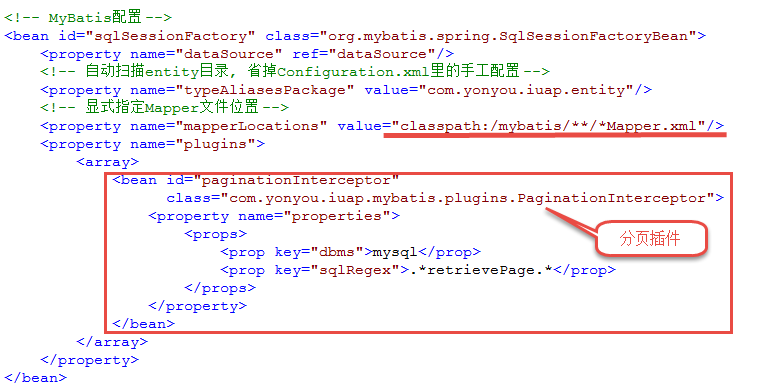 <!-- MyBatis配置 -->
<bean id="sqlSessionFactory" class="org.mybatis.spring.SqlSessionFactoryBean">
    <property name="dataSource" ref="dataSource"/>
    <!-- 自动扫描entity目录, 省掉Configuration.xml里的手工配置 -->
    <property name="typeAliasesPackage" value="com.yonyou.iuap.entity"/>
    <!-- 显式指定Mapper文件位置 -->
    <property name="mapperLocations" value="classpath:/mybatis/**/*Mapper.xml"/>
    <property name="plugins">
        <array>
            <bean id="paginationInterceptor"
                  class="com.yonyou.iuap.mybatis.plugins.PaginationInterceptor">
                <property name="properties">
                    <props>
                        <prop key="dbms">mysql</prop>
                        <prop key="sqlRegex">.*retrievePage.*</prop>
                    </props>
                </property>
            </bean>
        </array>
    </property>
</bean>
分页插件